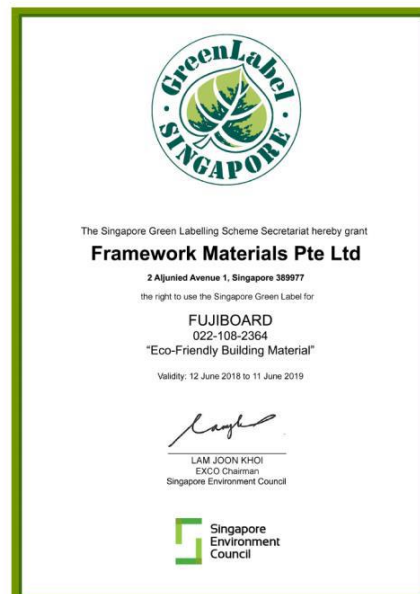 GreenLabel
SINGAPORE
The Singapore Green Labelling Scheme Secretariat hereby grant
Framework Materials Pte Ltd
2 Aljunied Avenue 1, Singapore 389977
the right to use the Singapore Green Label for
FUJIBOARD
022-108-2364
“Eco-Friendly Building Material”
Validity: 12 June 2018 to 11 June 2019
LAM JOON KHOI
EXCO Chairman
Singapore Environment Council
Singapore
Environment
Council